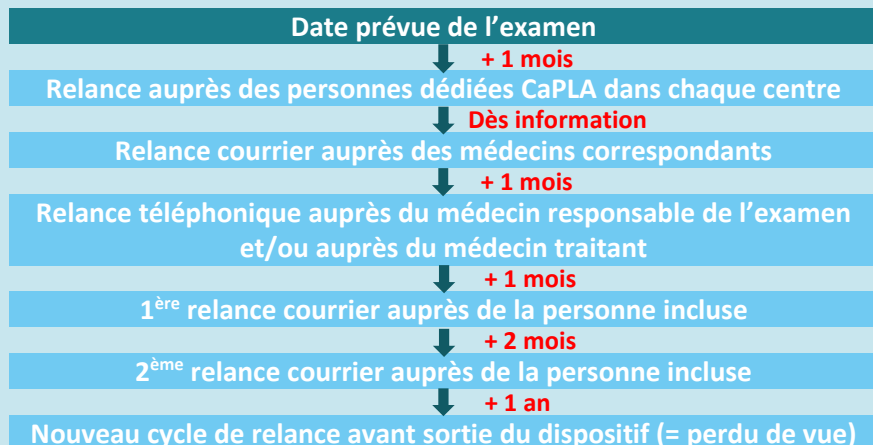 Date prévue de l'examen
+ 1 mois
Relance auprès des personnes dédiées CaPLA dans chaque centre
Dès information
Relance courrier auprès des médecins correspondants
+ 1 mois
Relance téléphonique auprès du médecin responsable de l'examen
et/ou auprès du médecin traitant
+ 1 mois
1ère relance courrier auprès de la personne incluse
+ 2 mois
2ème relance courrier auprès de la personne incluse
+ 1 an
Nouveau cycle de relance avant sortie du dispositif (= perdu de vue)